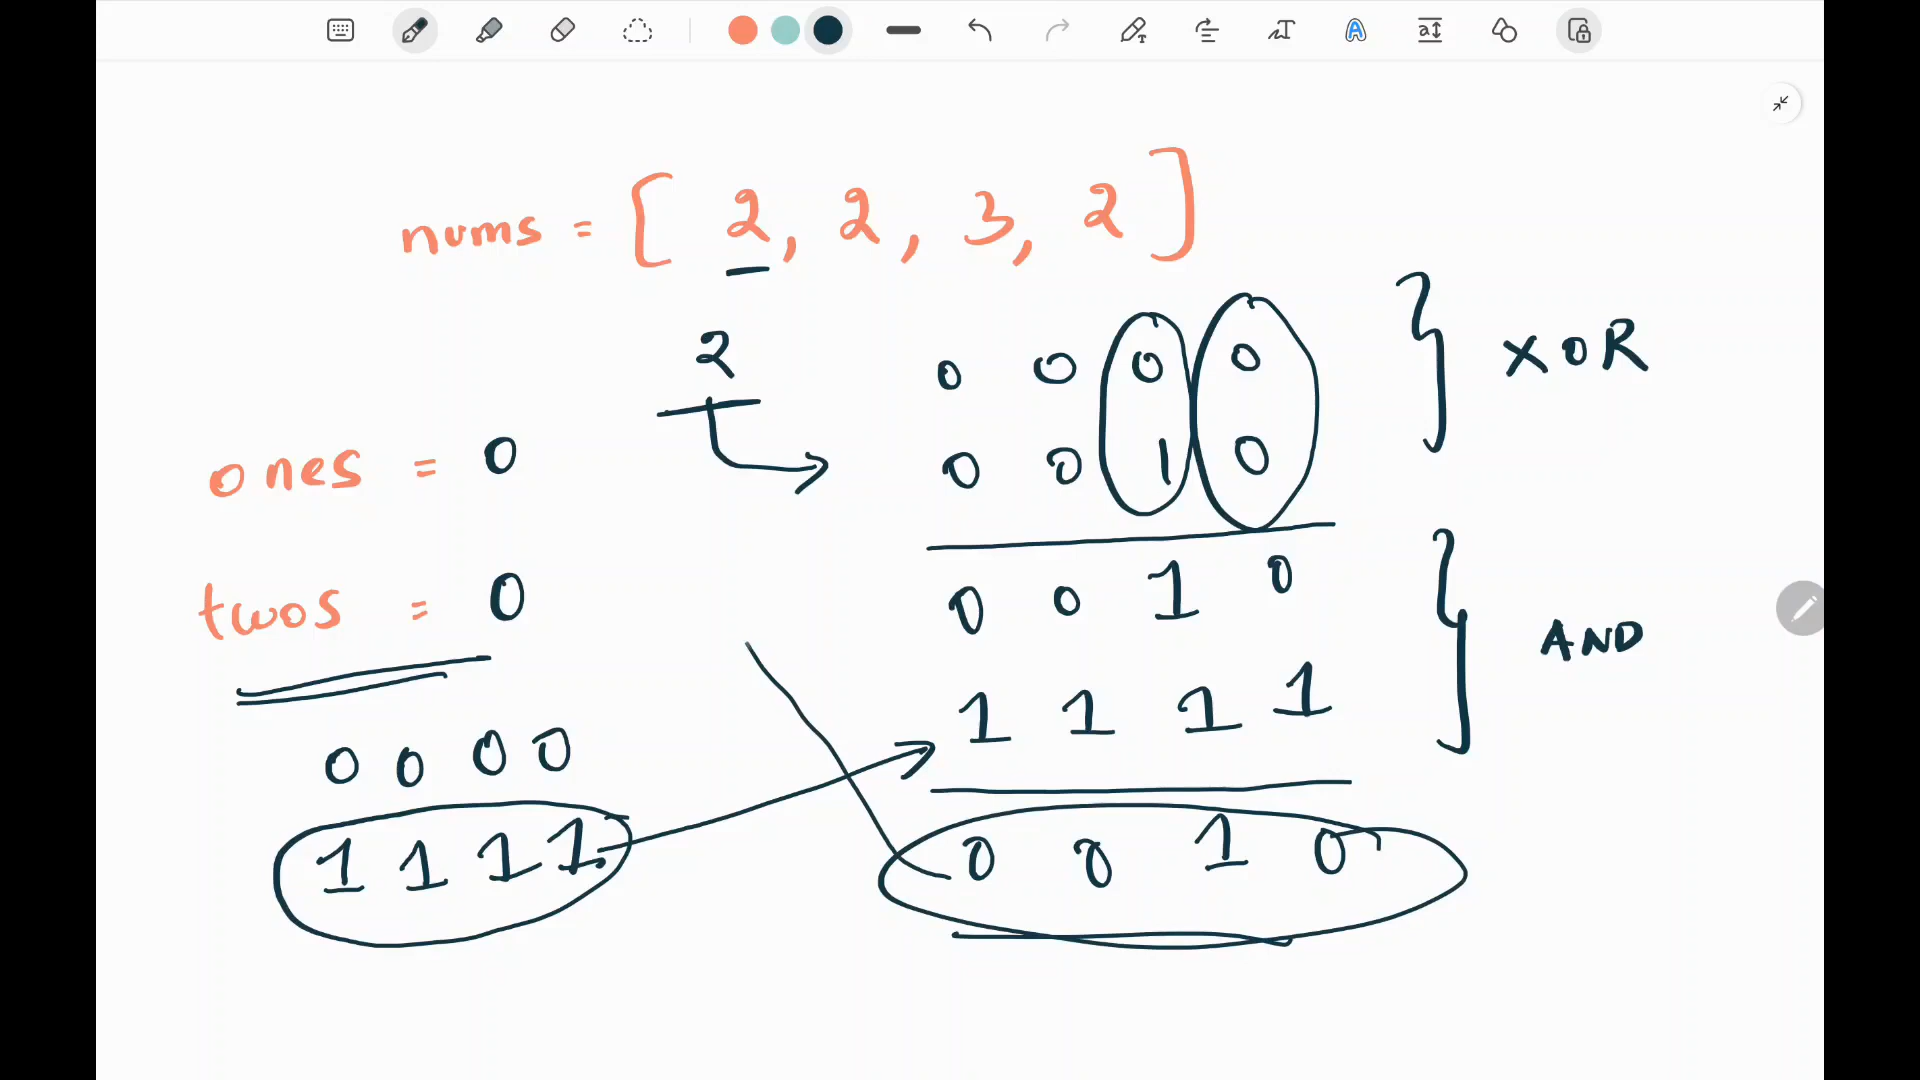 nums = [ 2, 2, 3, 2 ]
2
0 0 0 0
XOR
ones = 0
0 0 1 0
twos = 0
0 0 1 0
AND
1 1 1 1
0 0 0 0
1 1 1 1
0 0 1 0